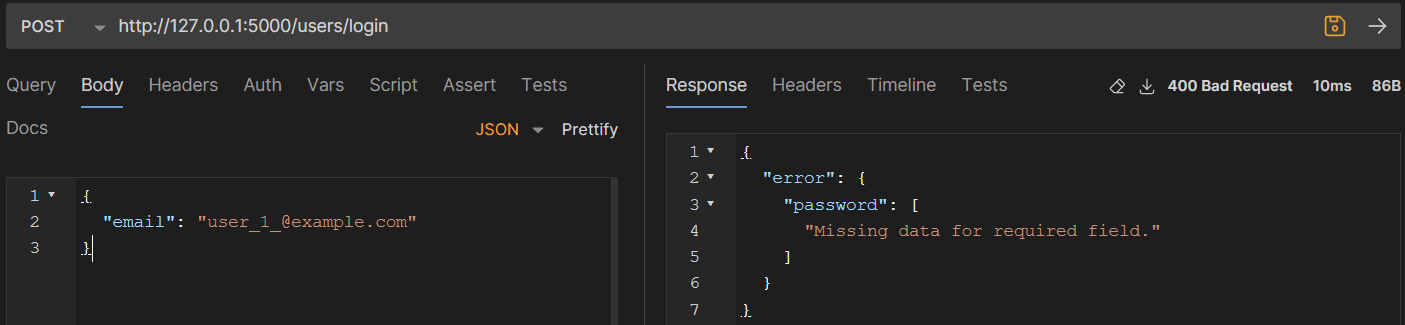 POST http://127.0.0.1:5000/users/login
Query Body Headers Auth Vars Script Assert Tests
Docs JSON Prettify
1 {
2 "email": "user_1_@example.com"
3 }
Response Headers Timeline Tests 400 Bad Request 10ms 86B
1 {
2 "error": {
3 "password": [
4 "Missing data for required field."
5 ]
6 }
7 }